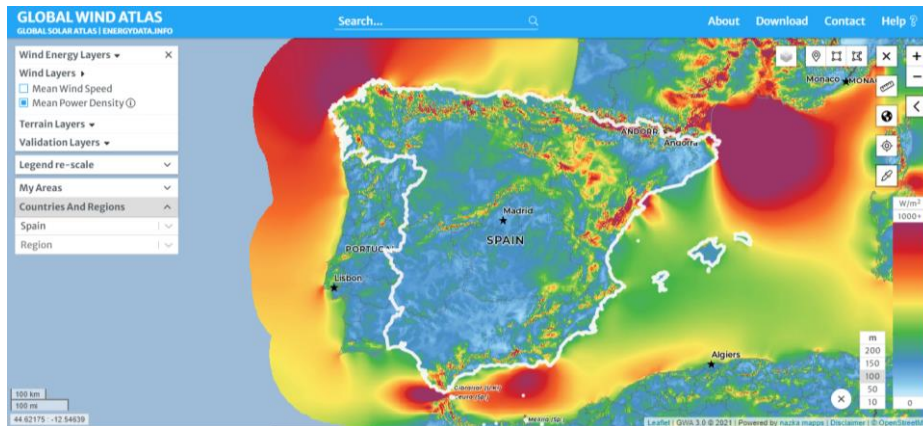 GLOBAL WIND ATLAS
GLOBAL SOLAR ATLAS | ENERGYDATA.INFO
Search...
About Download Contact Help
Wind Energy Layers
Wind Layers
Mean Wind Speed
Mean Power Density
Terrain Layers
Validation Layers
Legend re-scale
My Areas
Countries And Regions
Spain
Region
Monaco
ANDORR
Andorra
Madrid
SPAIN
PORTUGAL
Lisbon
Algiers
W/m²
1000+
0
m
200
150
100
50
10
100 km
100 mi
44.62175 : -12.54639
Leaflet | GWA 3.0 © 2021 | Powered by nazka mapps | Disclaimer | © OpenStreetM